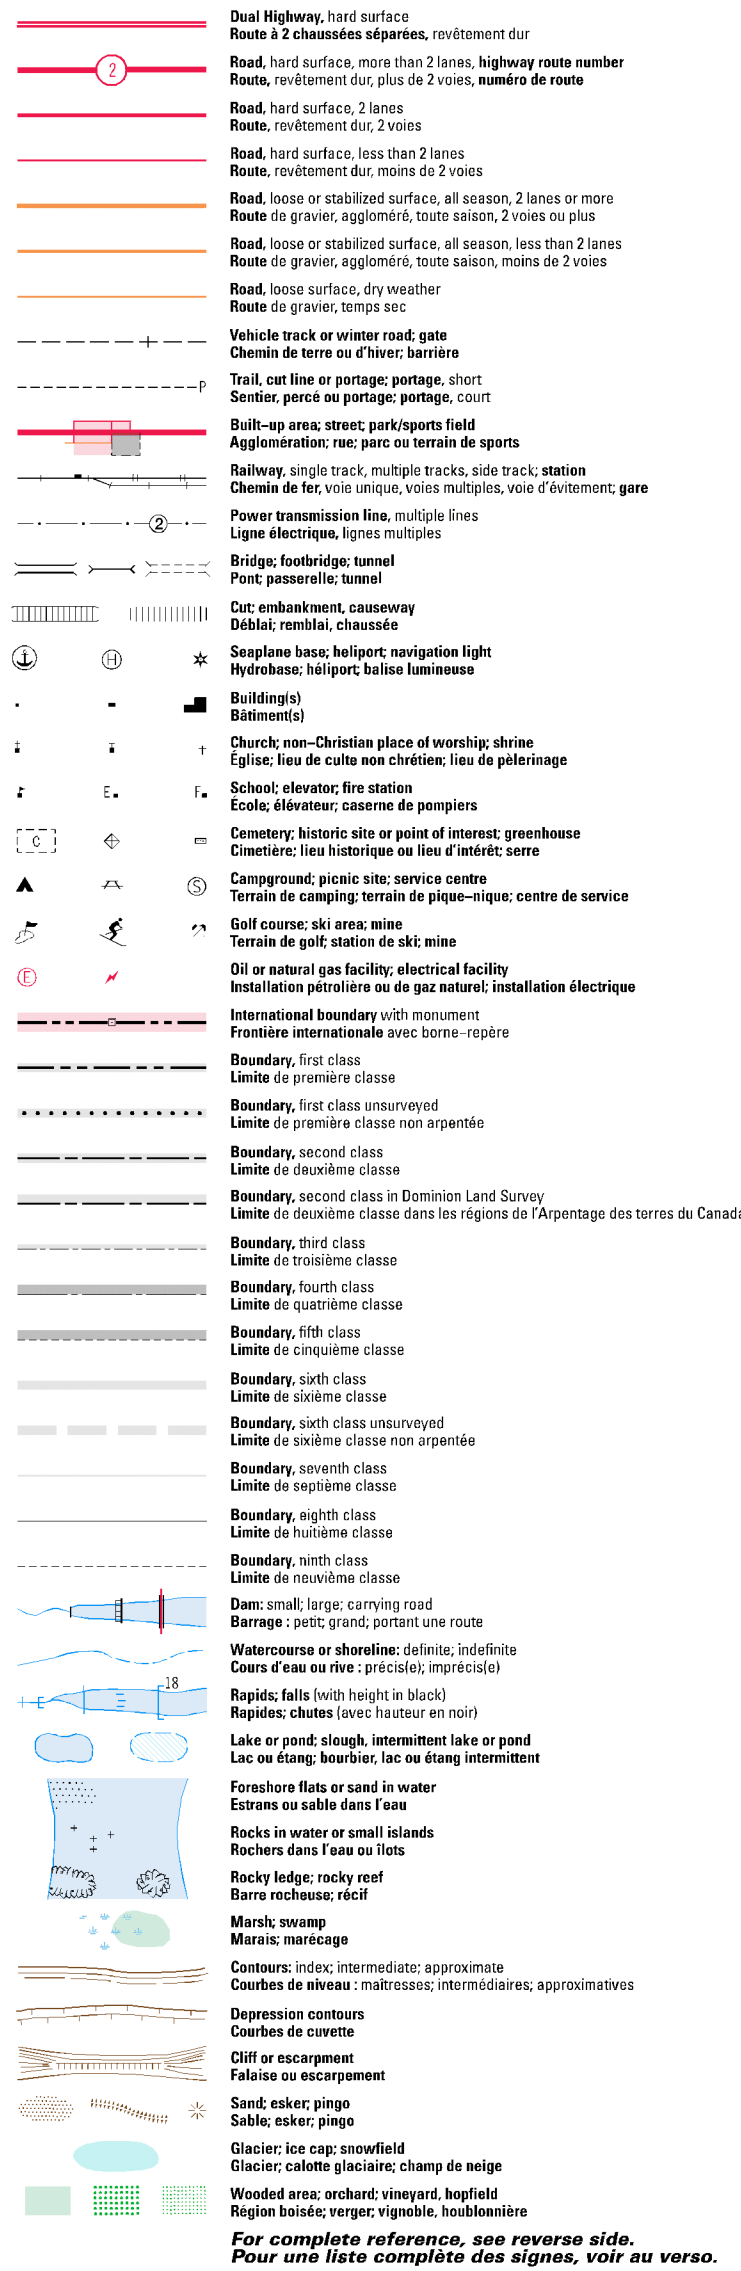 Dual Highway, hard surface
Route à 2 chaussées séparées, revêtement dur
2
Road, hard surface, more than 2 lanes, highway route number
Route, revêtement dur, plus de 2 voies, numéro de route
Road, hard surface, 2 lanes
Route, revêtement dur, 2 voies
Road, hard surface, less than 2 lanes
Route, revêtement dur, moins de 2 voies
Road, loose or stabilized surface, all season, 2 lanes or more
Route de gravier, aggloméré, toute saison, 2 voies ou plus
Road, loose or stabilized surface, all season, less than 2 lanes
Route de gravier, aggloméré, toute saison, moins de 2 voies
Road, loose surface, dry weather
Route de gravier, temps sec
Vehicle track or winter road; gate
Chemin de terre ou d'hiver; barrière
P
Trail, cut line or portage; portage, short
Sentier, percé ou portage; portage, court
Built-up area; street; park/sports field
Agglomération; rue; parc ou terrain de sports
Railway, single track, multiple tracks, side track; station
Chemin de fer, voie unique, voies multiples, voie d'évitement; gare
2
Power transmission line, multiple lines
Ligne électrique, lignes multiples
Bridge; footbridge; tunnel
Pont; passerelle; tunnel
Cut; embankment, causeway
Déblai; remblai, chaussée
H
Seaplane base; heliport; navigation light
Hydrobase; héliport; balise lumineuse
Building(s)
Bâtiment(s)
Church; non-Christian place of worship; shrine
Église; lieu de culte non chrétien; lieu de pèlerinage
E F
School; elevator; fire station
École; élévateur; caserne de pompiers
C
Cemetery; historic site or point of interest; greenhouse
Cimetière; lieu historique ou lieu d'intérêt; serre
S
Campground; picnic site; service centre
Terrain de camping; terrain de pique-nique; centre de service
Golf course; ski area; mine
Terrain de golf; station de ski; mine
E
Oil or natural gas facility; electrical facility
Installation pétrolière ou de gaz naturel; installation électrique
International boundary with monument
Frontière internationale avec borne-repère
Boundary, first class
Limite de première classe
Boundary, first class unsurveyed
Limite de première classe non arpentée
Boundary, second class
Limite de deuxième classe
Boundary, second class in Dominion Land Survey
Limite de deuxième classe dans les régions de l'Arpentage des terres du Canada
Boundary, third class
Limite de troisième classe
Boundary, fourth class
Limite de quatrième classe
Boundary, fifth class
Limite de cinquième classe
Boundary, sixth class
Limite de sixième classe
Boundary, sixth class unsurveyed
Limite de sixième classe non arpentée
Boundary, seventh class
Limite de septième classe
Boundary, eighth class
Limite de huitième classe
Boundary, ninth class
Limite de neuvième classe
Dam: small; large; carrying road
Barrage : petit; grand; portant une route
Watercourse or shoreline: definite; indefinite
Cours d'eau ou rive : précis(e); imprécis(e)
18
Rapids; falls (with height in black)
Rapides; chutes (avec hauteur en noir)
Lake or pond; slough, intermittent lake or pond
Lac ou étang; bourbier, lac ou étang intermittent
Foreshore flats or sand in water
Estrans ou sable dans l'eau
Rocks in water or small islands
Rochers dans l'eau ou îlots
Rocky ledge; rocky reef
Barre rocheuse; récif
Marsh; swamp
Marais; marécage
Contours: index; intermediate; approximate
Courbes de niveau : maîtresses; intermédiaires; approximatives
Depression contours
Courbes de cuvette
Cliff or escarpment
Falaise ou escarpement
Sand; esker; pingo
Sable; esker; pingo
Glacier; ice cap; snowfield
Glacier; calotte glaciaire; champ de neige
Wooded area; orchard; vineyard, hopfield
Région boisée; verger; vignoble, houblonnière
For complete reference, see reverse side.
Pour une liste complète des signes, voir au verso.